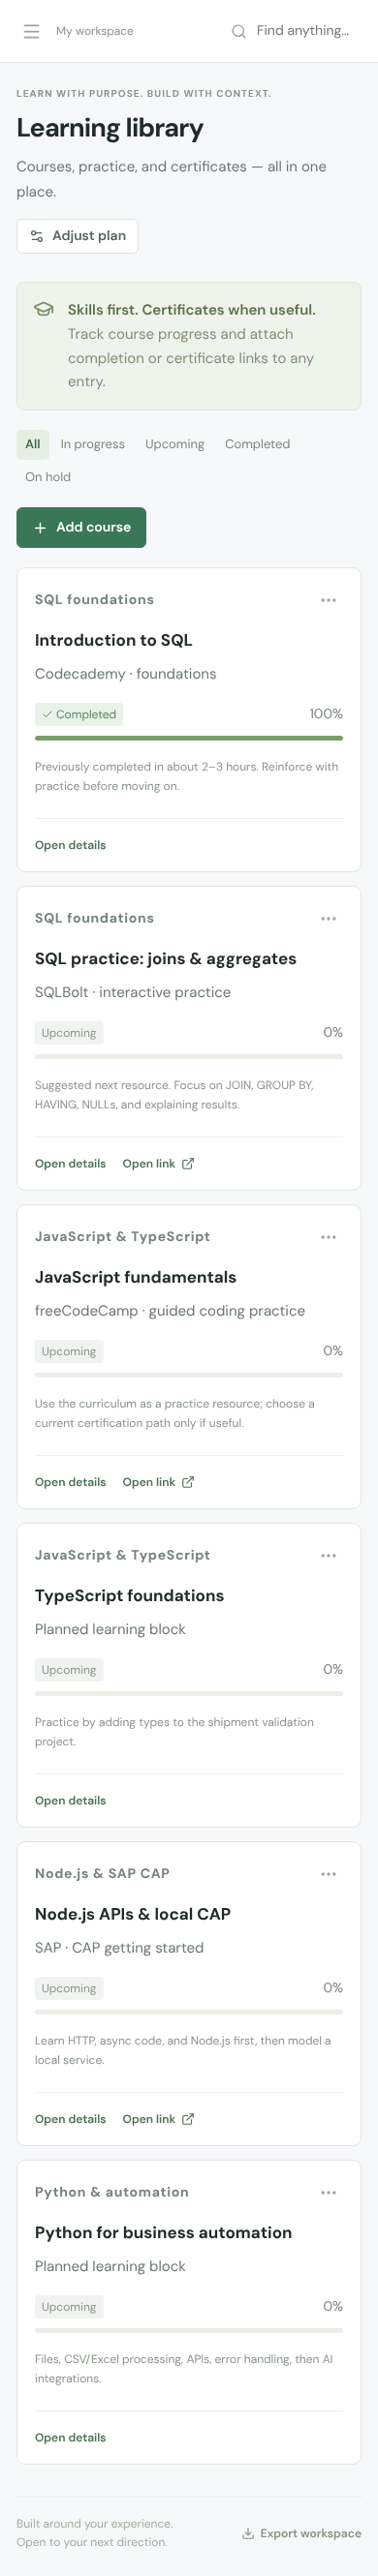 My workspace
Find anything...
LEARN WITH PURPOSE. BUILD WITH CONTEXT.
Learning library
Courses, practice, and certificates — all in one
place.
Adjust plan
Skills first. Certificates when useful.
Track course progress and attach
completion or certificate links to any
entry.
All In progress Upcoming Completed
On hold
Add course
SQL foundations
Introduction to SQL
Codecademy · foundations
Completed 100%
Previously completed in about 2–3 hours. Reinforce with
practice before moving on.
Open details
SQL foundations
SQL practice: joins & aggregates
SQLBolt · interactive practice
Upcoming 0%
Suggested next resource. Focus on JOIN, GROUP BY,
HAVING, NULLs, and explaining results.
Open details Open link
JavaScript & TypeScript
JavaScript fundamentals
freeCodeCamp · guided coding practice
Upcoming 0%
Use the curriculum as a practice resource; choose a
current certification path only if useful.
Open details Open link
JavaScript & TypeScript
TypeScript foundations
Planned learning block
Upcoming 0%
Practice by adding types to the shipment validation
project.
Open details
Node.js & SAP CAP
Node.js APIs & local CAP
SAP · CAP getting started
Upcoming 0%
Learn HTTP, async code, and Node.js first, then model a
local service.
Open details Open link
Python & automation
Python for business automation
Planned learning block
Upcoming 0%
Files, CSV/Excel processing, APIs, error handling, then AI
integrations.
Open details
Built around your experience.
Open to your next direction.
Export workspace